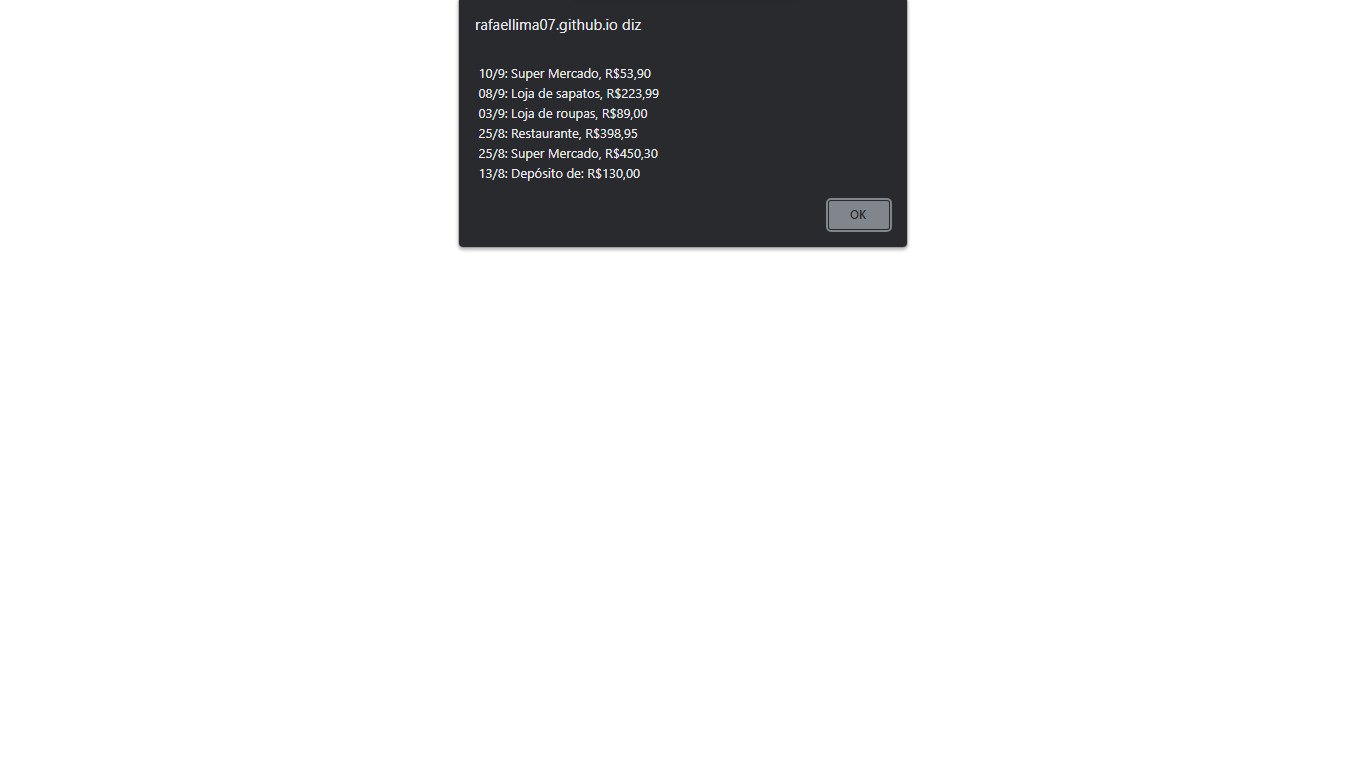 rafaellima07.github.io diz
10/9: Super Mercado, R$53,90
08/9: Loja de sapatos, R$223,99
03/9: Loja de roupas, R$89,00
25/8: Restaurante, R$398,95
25/8: Super Mercado, R$450,30
13/8: Depósito de: R$130,00
OK